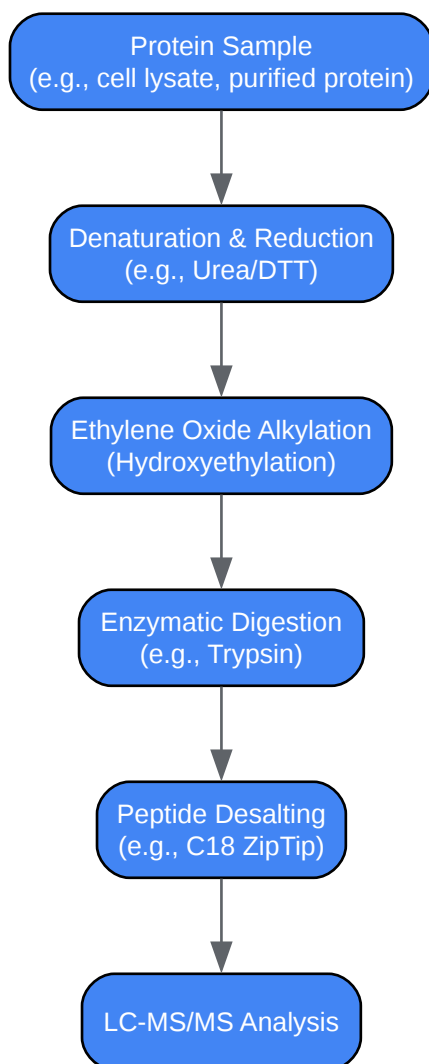 Protein Sample
(e.g., cell lysate, purified protein)
Denaturation & Reduction
(e.g., Urea/DTT)
Ethylene Oxide Alkylation
(Hydroxyethylation)
Enzymatic Digestion
(e.g., Trypsin)
Peptide Desalting
(e.g., C18 ZipTip)
LC-MS/MS Analysis